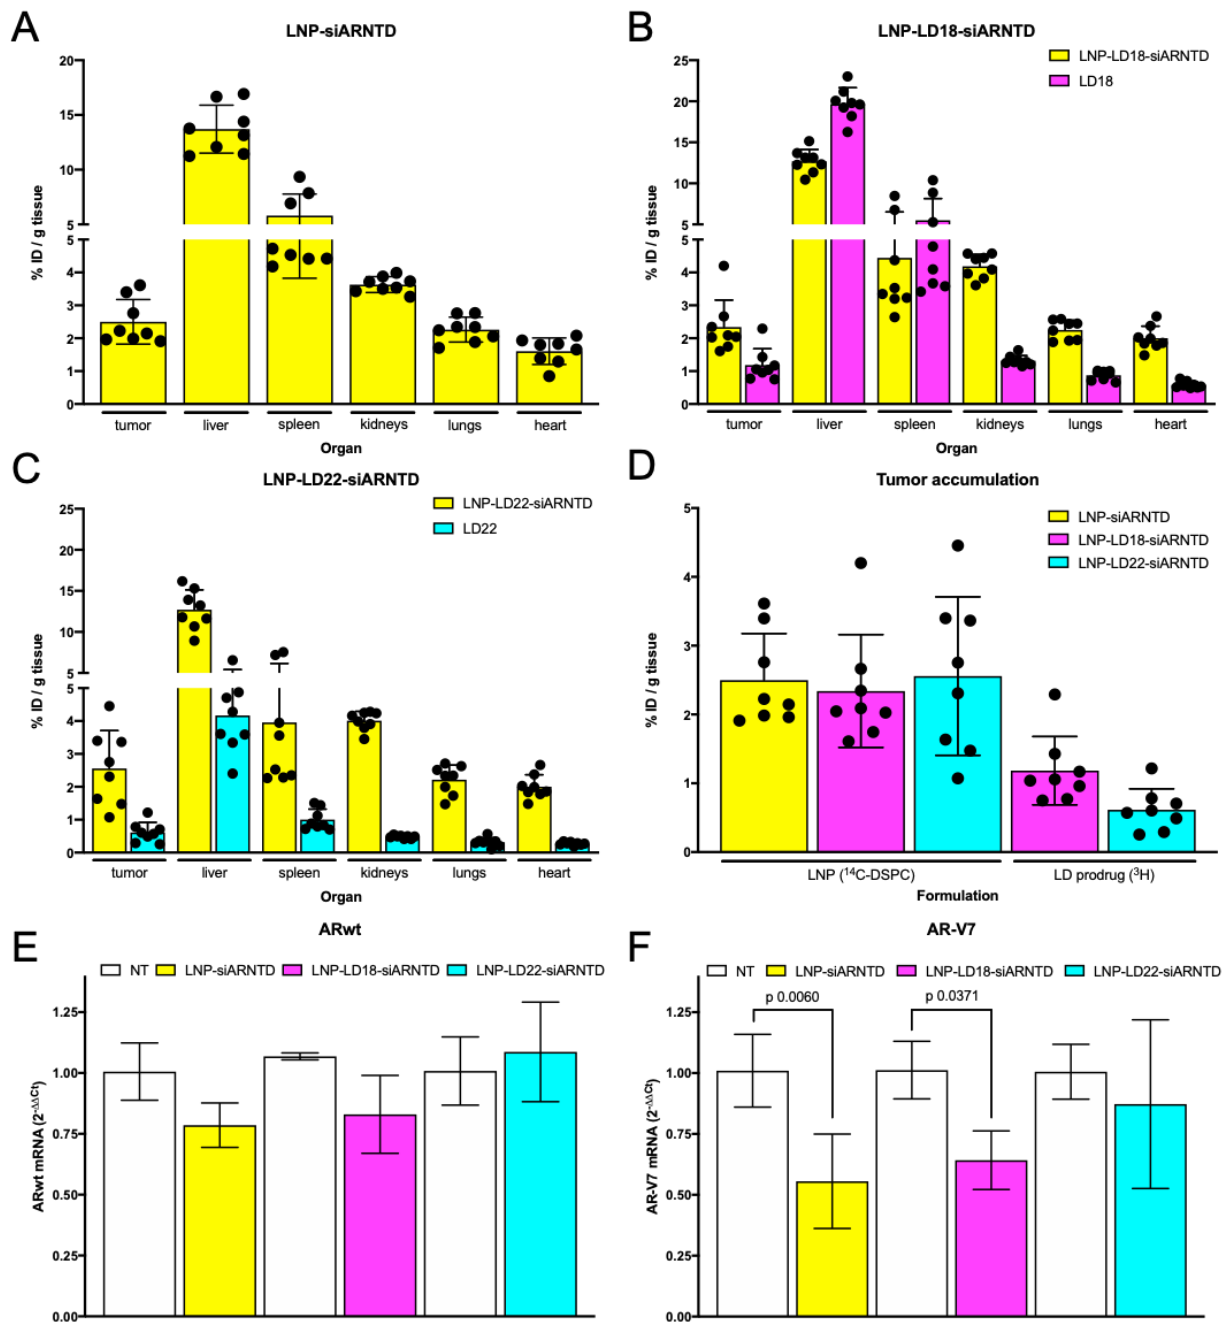 A
LNP-siARNTD
% ID / g tissue
20
15
10
5
5
4
3
2
1
0
tumor liver spleen kidneys lungs heart
Organ
B
LNP-LD18-siARNTD
LNP-LD18-siARNTD
LD18
% ID / g tissue
25
20
15
10
5
5
4
3
2
1
0
tumor liver spleen kidneys lungs heart
Organ
C
LNP-LD22-siARNTD
LNP-LD22-siARNTD
LD22
% ID / g tissue
25
20
15
10
5
5
4
3
2
1
0
tumor liver spleen kidneys lungs heart
Organ
D
Tumor accumulation
LNP-siARNTD
LNP-LD18-siARNTD
LNP-LD22-siARNTD
% ID / g tissue
5
4
3
2
1
0
LNP (¹⁴C-DSPC) LD prodrug (³H)
Formulation
E
ARwt
NT LNP-siARNTD LNP-LD18-siARNTD LNP-LD22-siARNTD
ARwt mRNA (2^-ΔΔCt)
1.25
1.00
0.75
0.50
0.25
0.00
F
AR-V7
NT LNP-siARNTD LNP-LD18-siARNTD LNP-LD22-siARNTD
p 0.0060 p 0.0371
AR-V7 mRNA (2^-ΔΔCt)
1.25
1.00
0.75
0.50
0.25
0.00